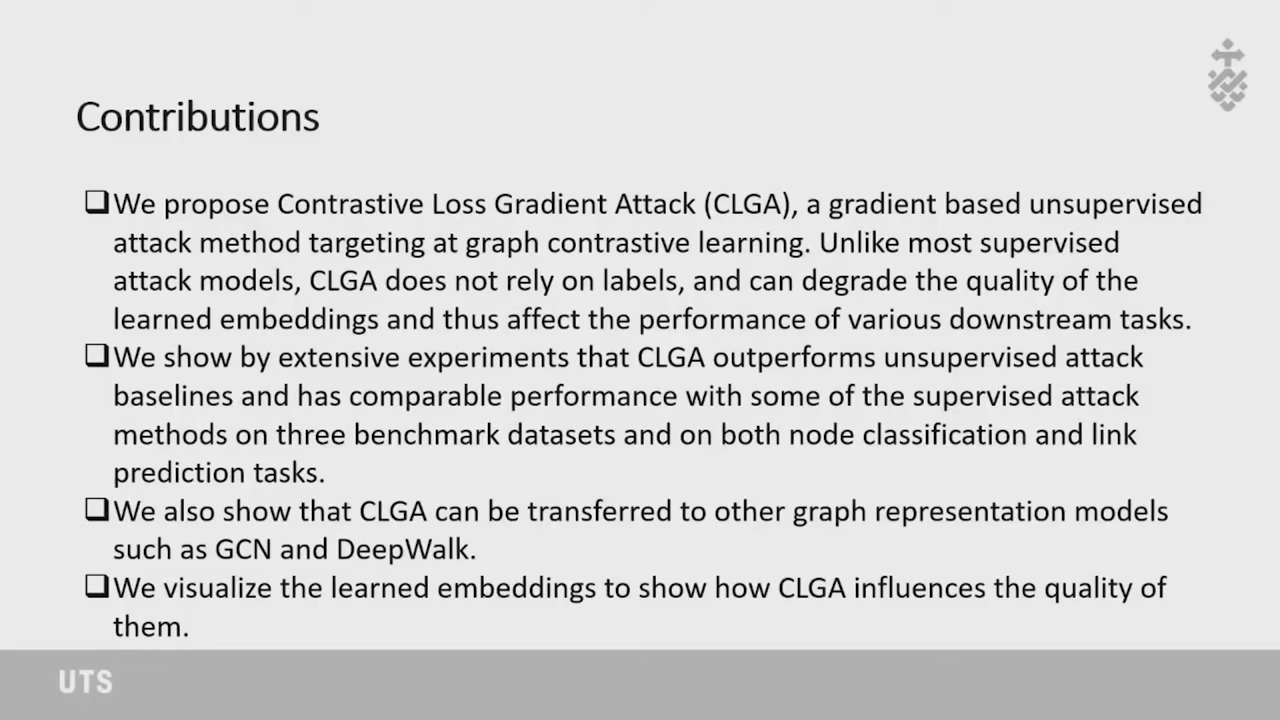 Contributions
❑We propose Contrastive Loss Gradient Attack (CLGA), a gradient based unsupervised
attack method targeting at graph contrastive learning. Unlike most supervised
attack models, CLGA does not rely on labels, and can degrade the quality of the
learned embeddings and thus affect the performance of various downstream tasks.
❑We show by extensive experiments that CLGA outperforms unsupervised attack
baselines and has comparable performance with some of the supervised attack
methods on three benchmark datasets and on both node classification and link
prediction tasks.
❑We also show that CLGA can be transferred to other graph representation models
such as GCN and DeepWalk.
❑We visualize the learned embeddings to show how CLGA influences the quality of
them.
UTS